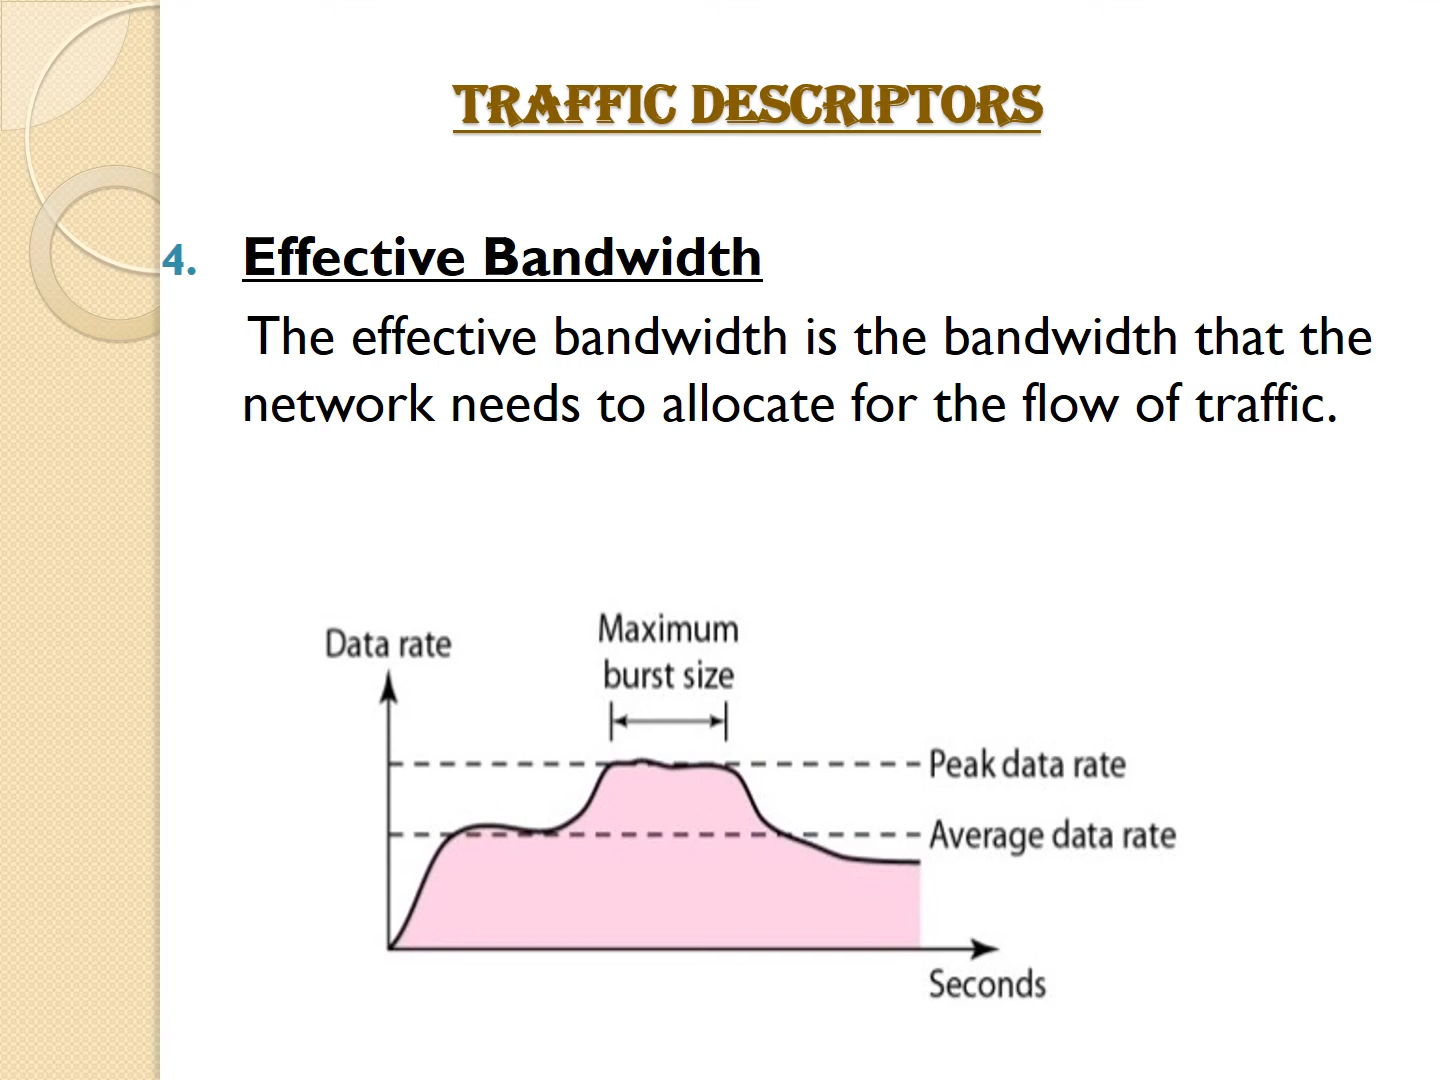 TRAFFIC DESCRIPTORS
4. Effective Bandwidth
The effective bandwidth is the bandwidth that the
network needs to allocate for the flow of traffic.
Data rate
Maximum
burst size
Peak data rate
Average data rate
Seconds